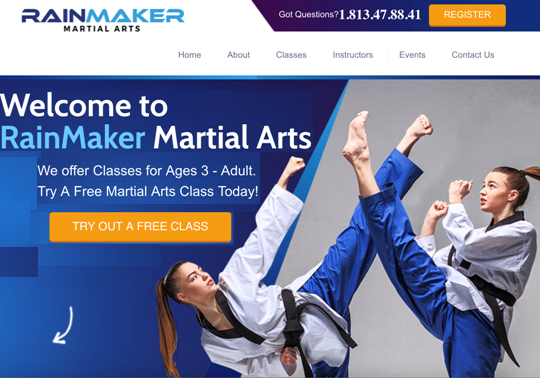 RAINMAKER
MARTIAL ARTS
Got Questions? 1.813.47.88.41
REGISTER
Home About Classes Instructors Events Contact Us
Welcome to
RainMaker Martial Arts
We offer Classes for Ages 3 - Adult.
Try A Free Martial Arts Class Today!
TRY OUT A FREE CLASS